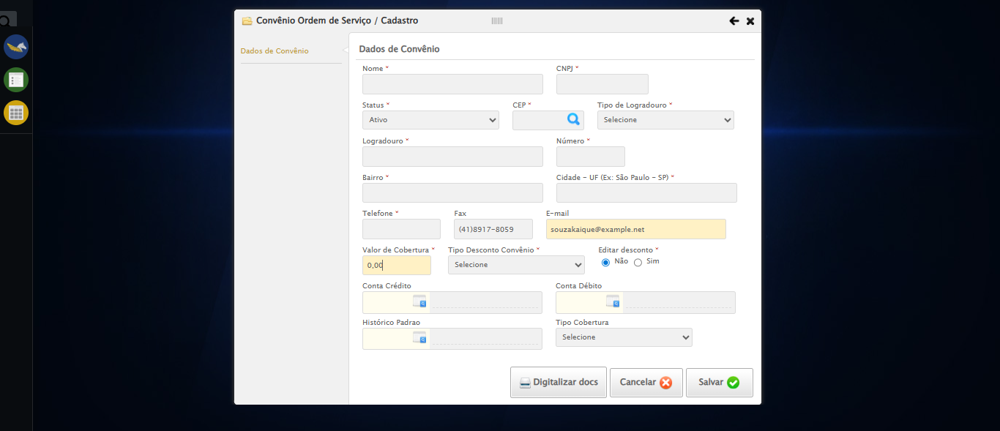 Convênio Ordem de Serviço / Cadastro
Dados de Convênio
Dados de Convênio
Nome * CNPJ *
Status * CEP * Tipo de Logradouro *
Ativo Selecione
Logradouro * Número *
Bairro * Cidade - UF (Ex: São Paulo - SP) *
Telefone * Fax E-mail
(41)8917-8059 souzakaique@example.net
Valor de Cobertura * Tipo Desconto Convênio * Editar desconto *
0,00 Selecione Não Sim
Conta Crédito Conta Débito
Histórico Padrao Tipo Cobertura
Selecione
Digitalizar docs Cancelar Salvar